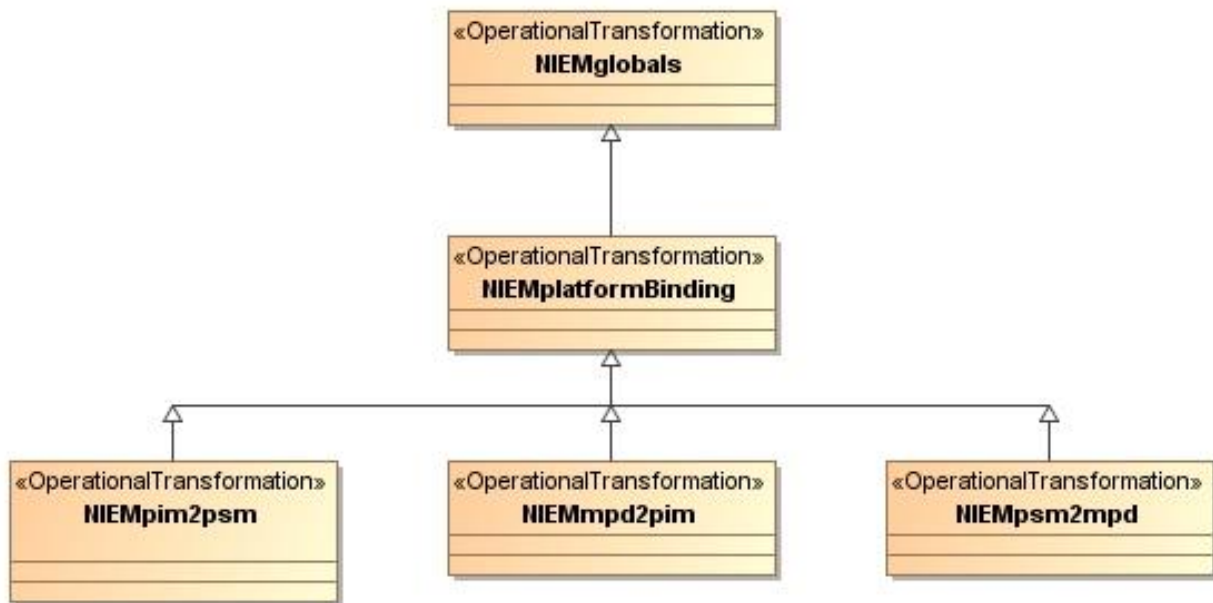 «OperationalTransformation»
NIEMglobals
«OperationalTransformation»
NIEMplatformBinding
«OperationalTransformation»
NIEMpim2psm
«OperationalTransformation»
NIEMmpd2pim
«OperationalTransformation»
NIEMpsm2mpd